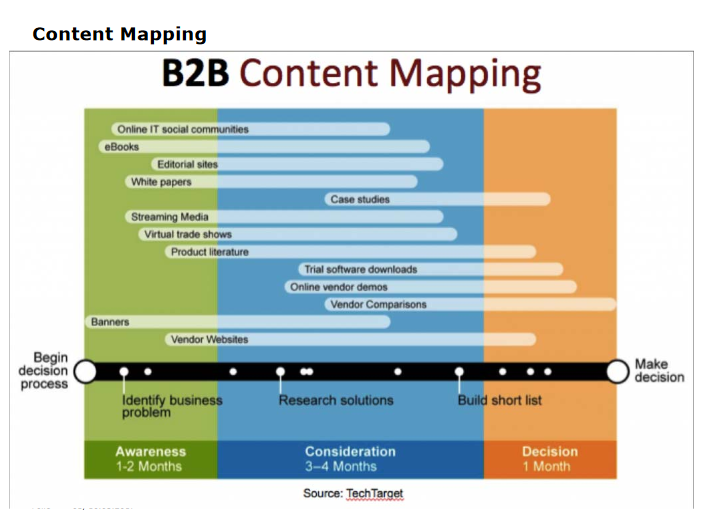 Content Mapping
B2B Content Mapping
Online IT social communities
eBooks
Editorial sites
White papers
Case studies
Streaming Media
Virtual trade shows
Product literature
Trial software downloads
Online vendor demos
Vendor Comparisons
Banners
Vendor Websites
Begin
decision
process
Make
decision
Identify business
problem
Research solutions
Build short list
Awareness
1-2 Months
Consideration
3–4 Months
Decision
1 Month
Source: TechTarget